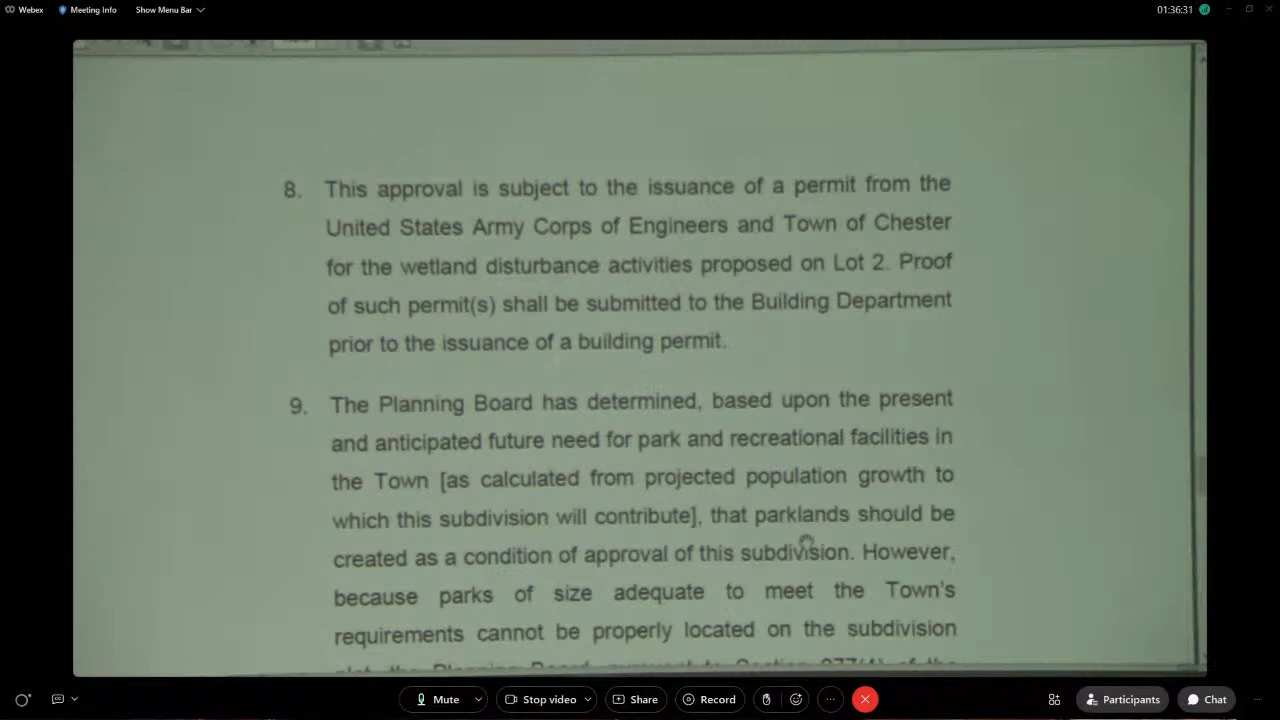 Webex
Meeting Info
Show Menu Bar
01:36:31
8. This approval is subject to the issuance of a permit from the
United States Army Corps of Engineers and Town of Chester
for the wetland disturbance activities proposed on Lot 2. Proof
of such permit(s) shall be submitted to the Building Department
prior to the issuance of a building permit.
9. The Planning Board has determined, based upon the present
and anticipated future need for park and recreational facilities in
the Town [as calculated from projected population growth to
which this subdivision will contribute], that parklands should be
created as a condition of approval of this subdivision. However,
because parks of size adequate to meet the Town's
requirements cannot be properly located on the subdivision
Mute
Stop video
Share
Record
Participants
Chat